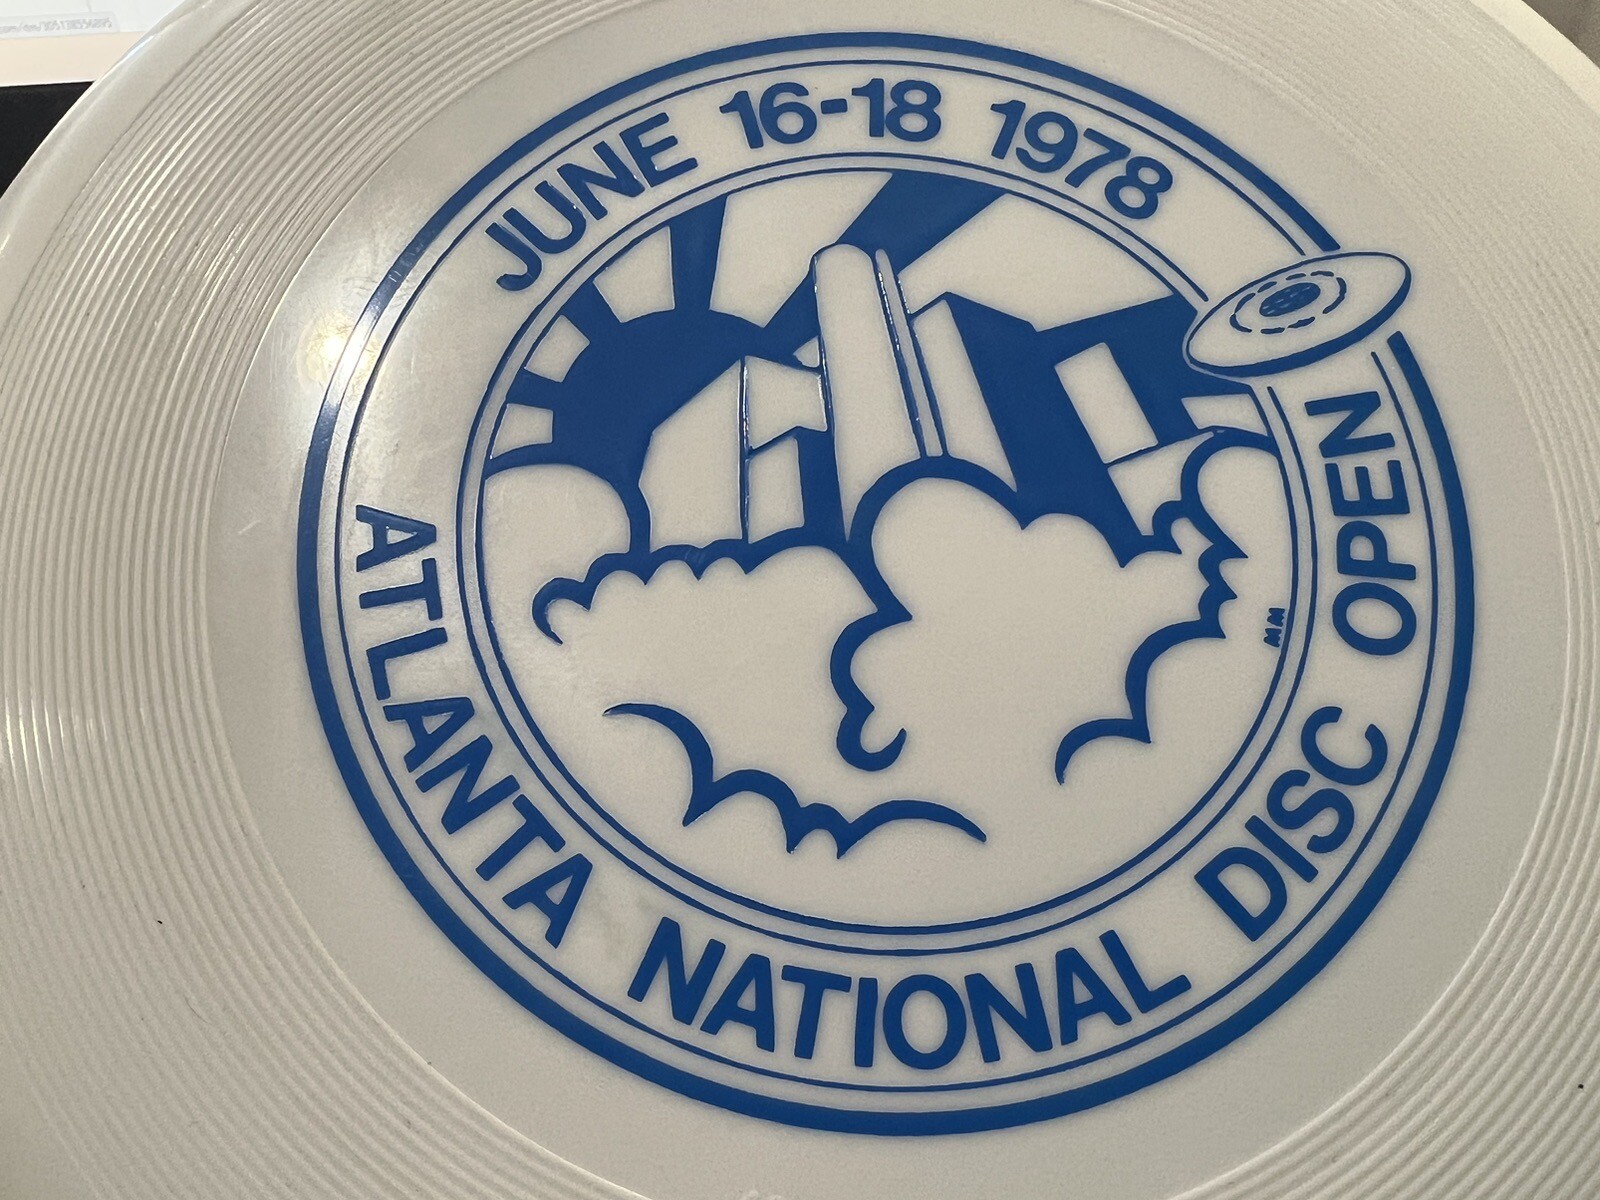 JUNE 16-18 1978
ATLANTA NATIONAL DISC OPEN